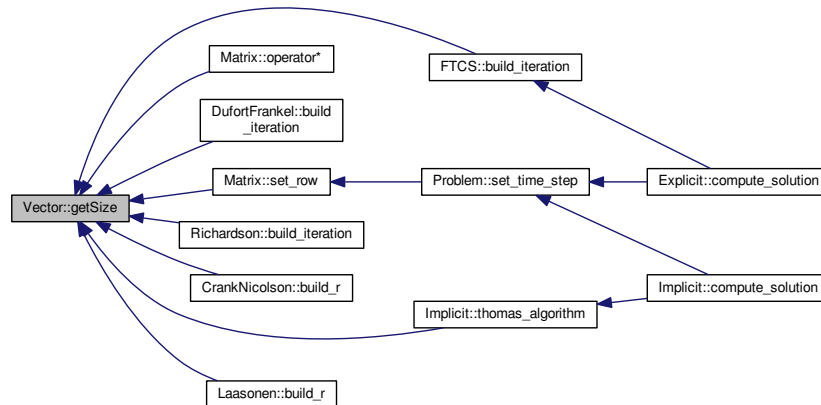 Matrix::operator*
FTCS::build_iteration
DufortFrankel::build
_iteration
Matrix::set_row
Problem::set_time_step
Explicit::compute_solution
Vector::getSize
Richardson::build_iteration
CrankNicolson::build_r
Implicit::compute_solution
Implicit::thomas_algorithm
Laasonen::build_r